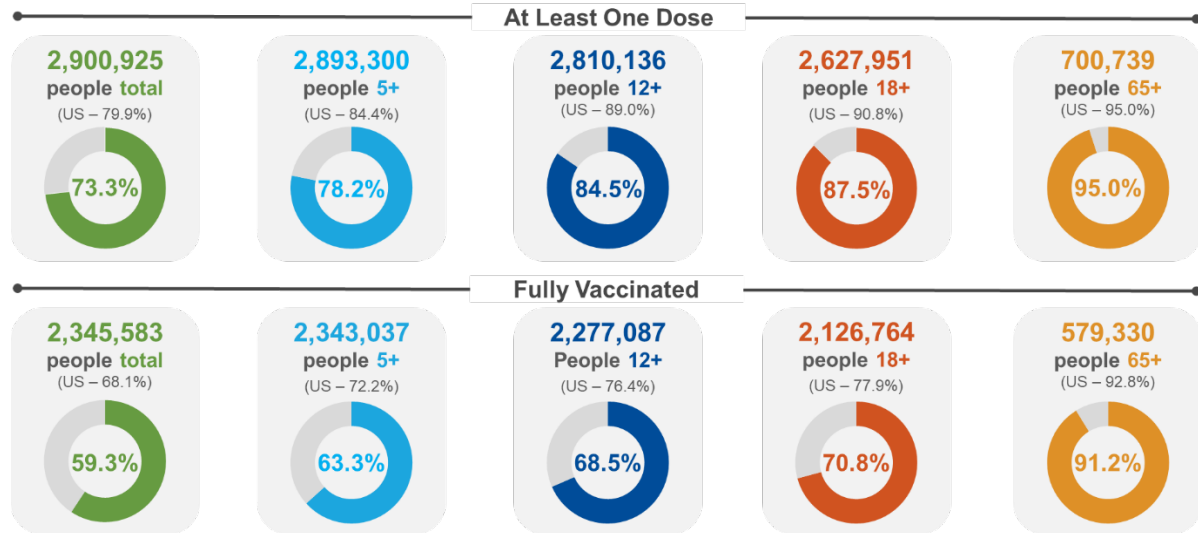 At Least One Dose
2,900,925
people total
(US – 79.9%)
73.3%
2,893,300
people 5+
(US – 84.4%)
78.2%
2,810,136
people 12+
(US – 89.0%)
84.5%
2,627,951
people 18+
(US – 90.8%)
87.5%
700,739
people 65+
(US – 95.0%)
95.0%
Fully Vaccinated
2,345,583
people total
(US – 68.1%)
59.3%
2,343,037
people 5+
(US – 72.2%)
63.3%
2,277,087
People 12+
(US – 76.4%)
68.5%
2,126,764
people 18+
(US – 77.9%)
70.8%
579,330
people 65+
(US – 92.8%)
91.2%